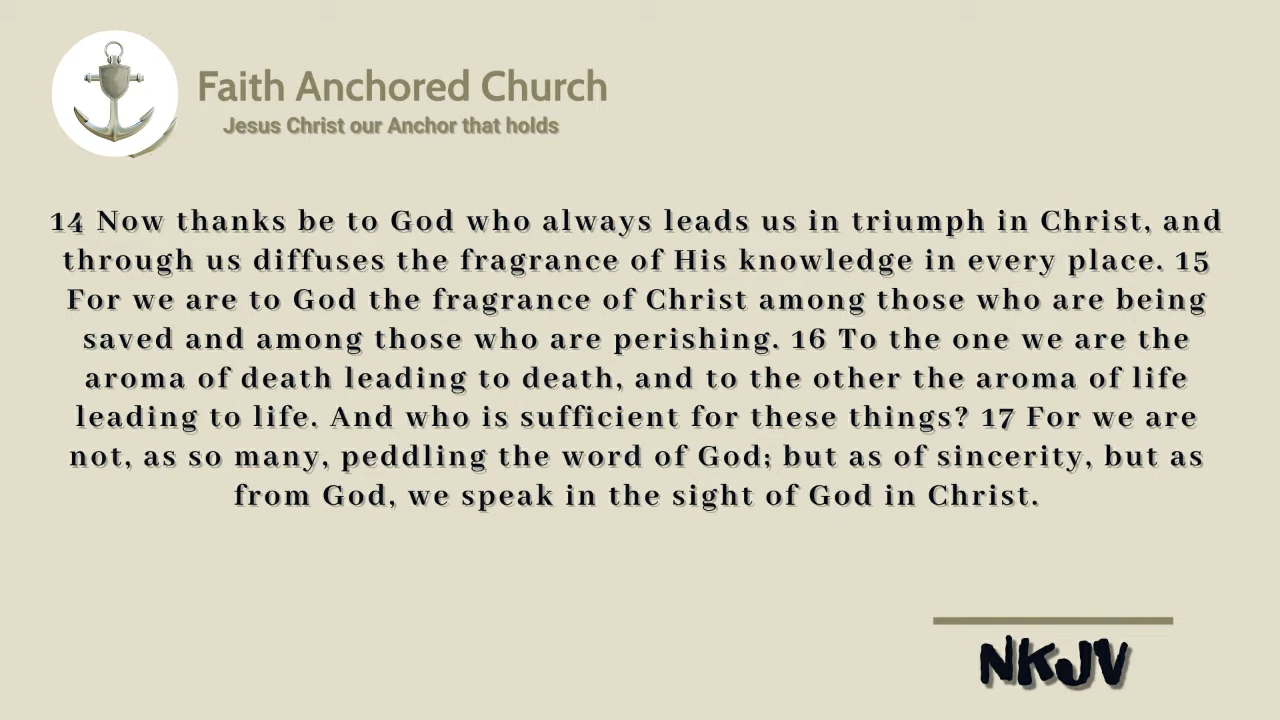 Faith Anchored Church
Jesus Christ our Anchor that holds
14 Now thanks be to God who always leads us in triumph in Christ, and
through us diffuses the fragrance of His knowledge in every place. 15
For we are to God the fragrance of Christ among those who are being
saved and among those who are perishing. 16 To the one we are the
aroma of death leading to death, and to the other the aroma of life
leading to life. And who is sufficient for these things? 17 For we are
not, as so many, peddling the word of God; but as of sincerity, but as
from God, we speak in the sight of God in Christ.
NKJV